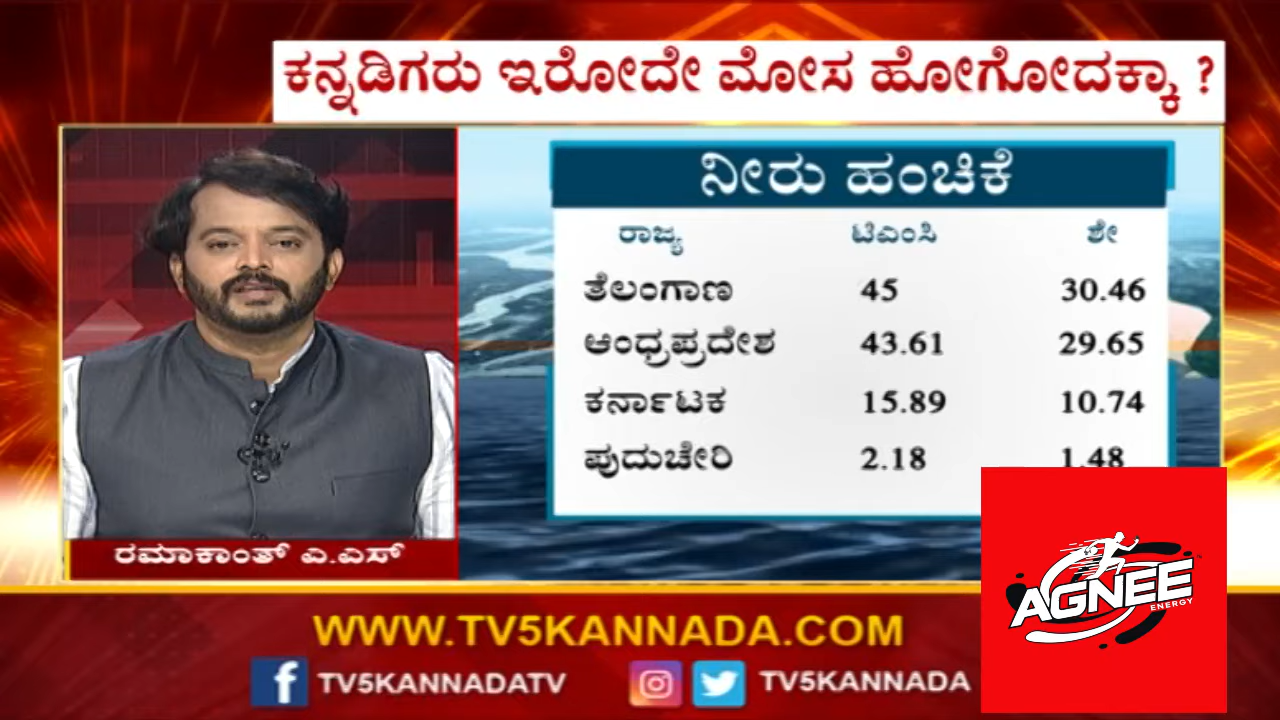 ಕನ್ನಡಿಗರು ಇರೋದೇ ಮೋಸ ಹೋಗೋದಕ್ಕಾ ?
ನೀರು ಹಂಚಿಕೆ
ರಾಜ್ಯ ಟಿಎಂಸಿ ಶೇ
ತೆಲಂಗಾಣ 45 30.46
ಆಂಧ್ರಪ್ರದೇಶ 43.61 29.65
ಕರ್ನಾಟಕ 15.89 10.74
ಪುದುಚೇರಿ 2.18 1.48
ರಮಾಕಾಂತ್ ಎ.ಎಸ್
AGNEE
ENERGY
WWW.TV5KANNADA.COM
TV5KANNADATV TV5KANNADA